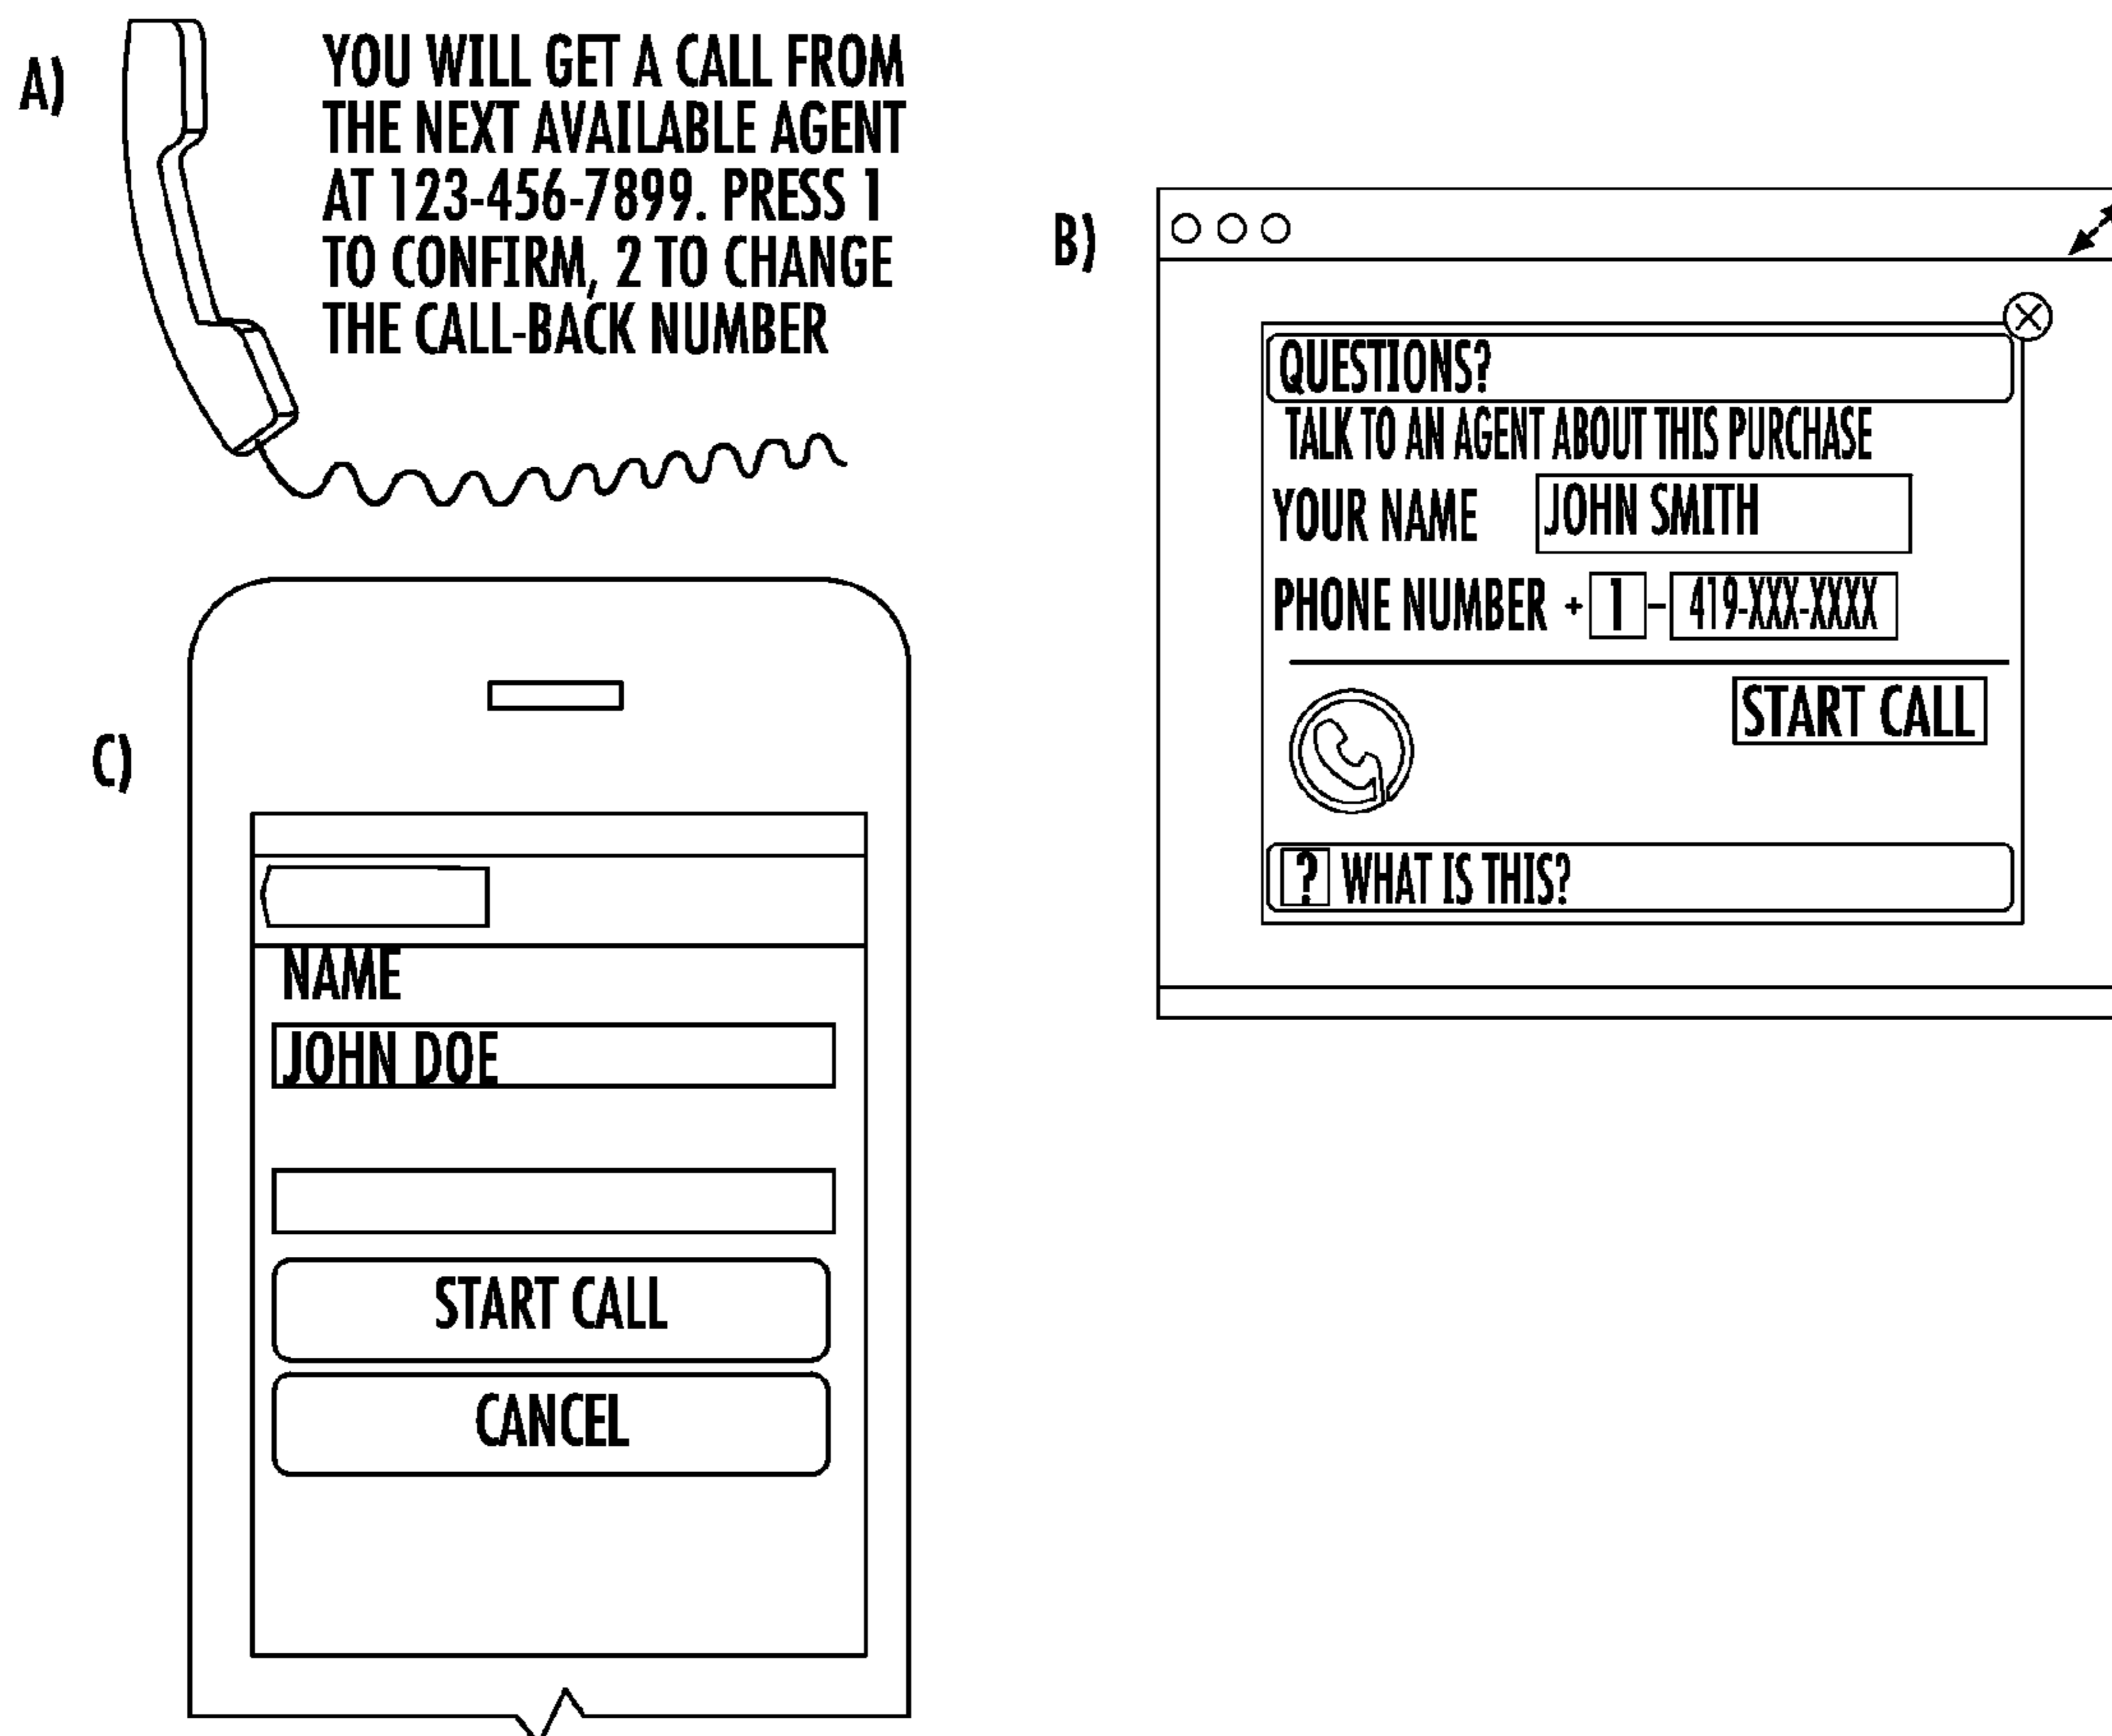 A)
YOU WILL GET A CALL FROM
THE NEXT AVAILABLE AGENT
AT 123-456-7899. PRESS 1
TO CONFIRM, 2 TO CHANGE
THE CALL-BACK NUMBER
B)
QUESTIONS?
TALK TO AN AGENT ABOUT THIS PURCHASE
YOUR NAME JOHN SMITH
PHONE NUMBER + 1 - 419-XXX-XXXX
START CALL
? WHAT IS THIS?
C)
NAME
JOHN DOE
START CALL
CANCEL